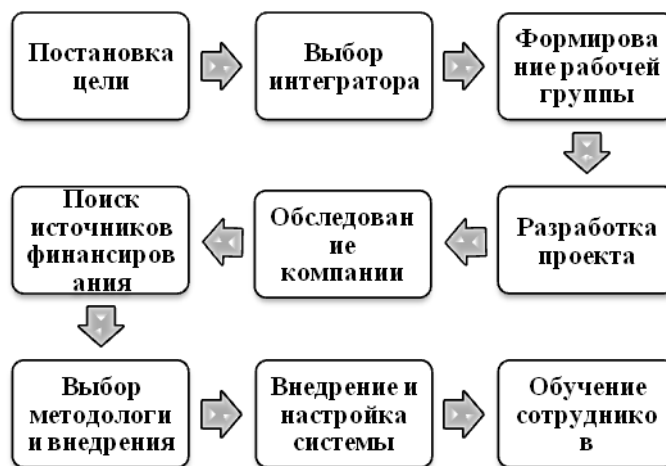 Постановка
цели
Выбор
интегратора
Формирова
ние рабочей
группы
Разработка
проекта
Обследован
ие
компании
Поиск
источников
финансиров
ания
Выбор
методологи
и внедрения
Внедрение и
настройка
системы
Обучение
сотруднико
в